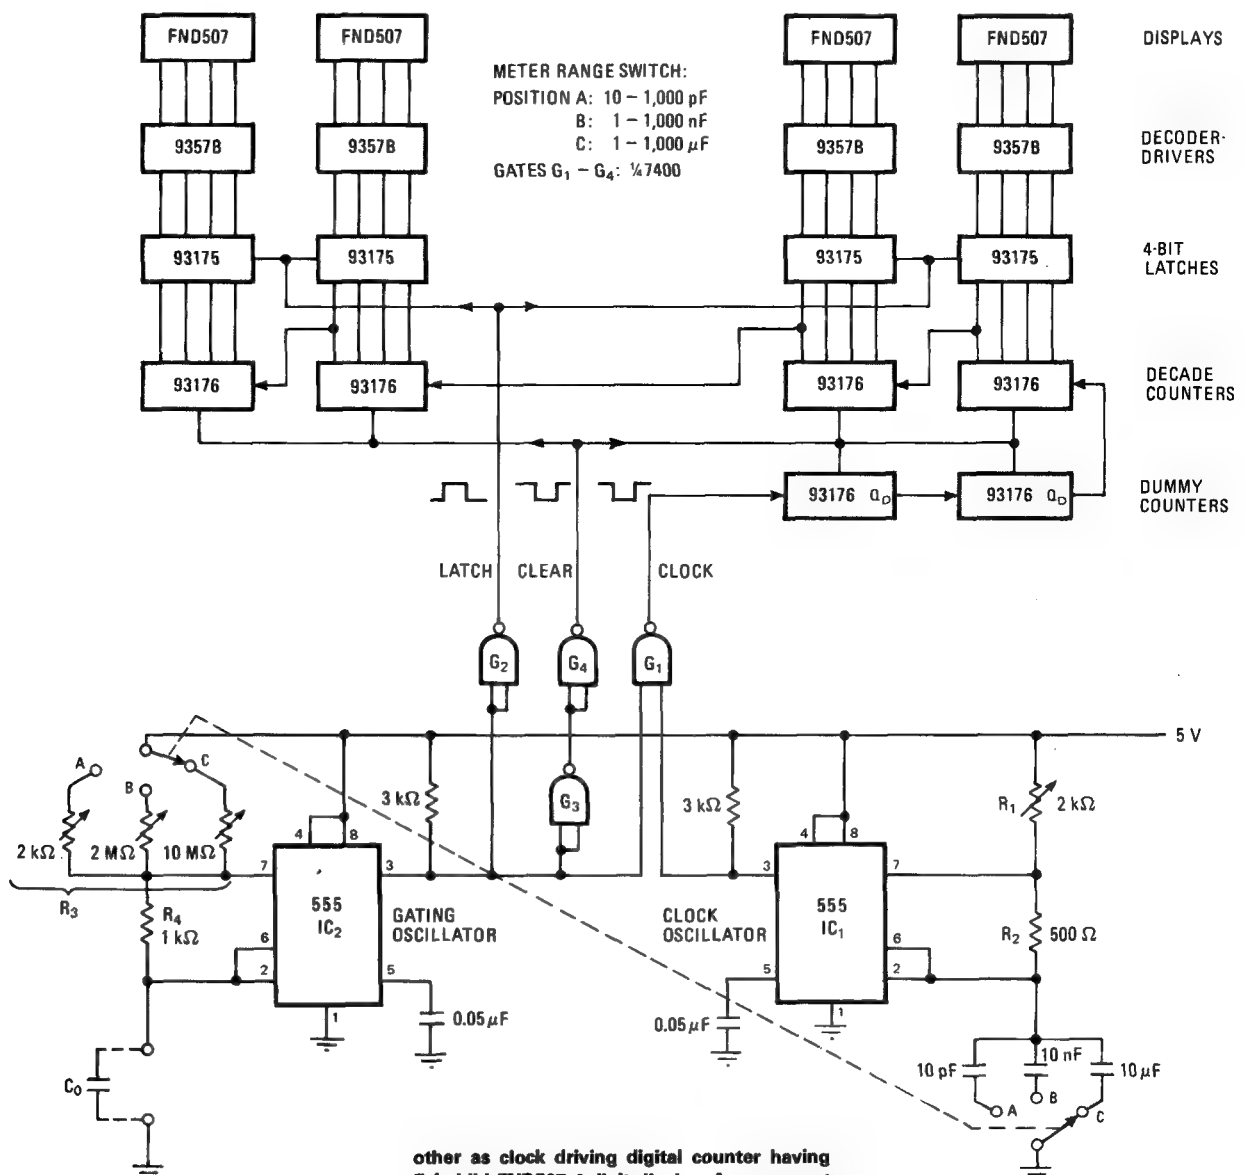 FND507 FND507 FND507 FND507 DISPLAYS
METER RANGE SWITCH:
POSITION A: 10 – 1,000 pF
B: 1 – 1,000 nF
C: 1 – 1,000 μF
GATES G1 – G4: ¼7400
9357B 9357B 9357B 9357B DECODER-
DRIVERS
93175 93175 93175 93175 4-BIT
LATCHES
93176 93176 93176 93176 DECADE
COUNTERS
93176 QD 93176 QD DUMMY
COUNTERS
LATCH CLEAR CLOCK
G2 G4 G1
5 V
A B C
G3
3 kΩ 3 kΩ R1 2 kΩ
4 8 4 8
2 kΩ 2 MΩ 10 MΩ
R3
7 3 3 7
555
IC2
GATING
OSCILLATOR
CLOCK
OSCILLATOR
555
IC1
R4
1 kΩ
R2 500 Ω
6 6
2 5 5 2
1 1
0.05 μF 0.05 μF
10 pF 10 nF 10 μF
A B C
C0
other as clock driving digital counter having